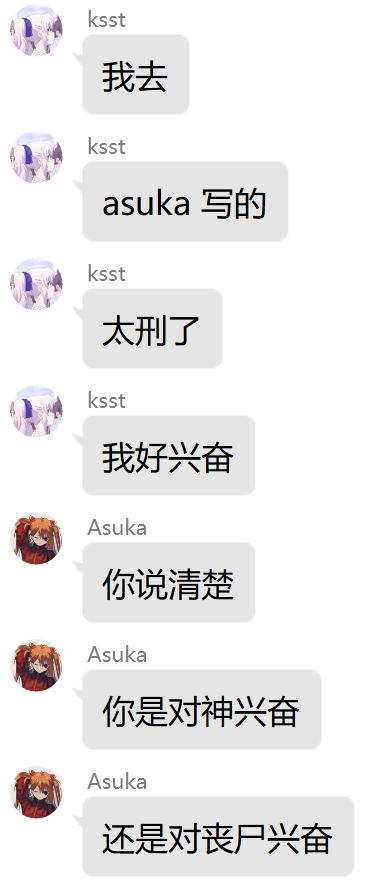 ksst
我去
ksst
asuka 写的
ksst
太刑了
ksst
我好兴奋
Asuka
你说清楚
Asuka
你是对神兴奋
Asuka
还是对丧尸兴奋